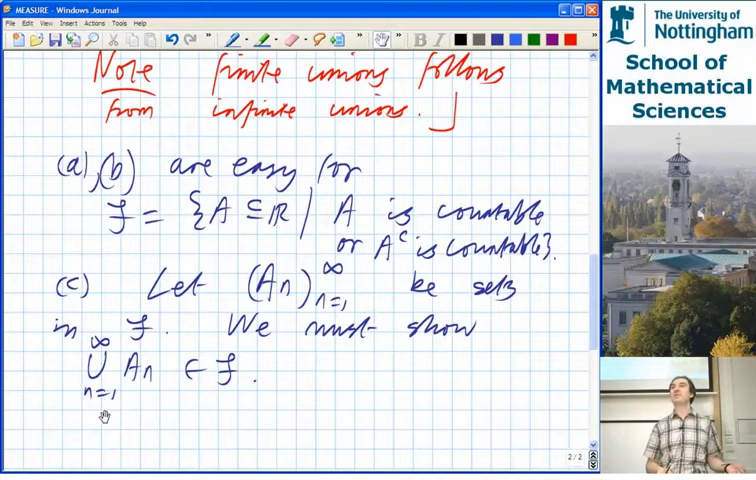 MEASURE - Windows Journal
File Edit View Insert Actions Tools Help
Note finite unions follows
from infinite unions.
(a), (b) are easy for
F = {A ⊆ R | A is countable
or A^c is countable}.
(c) Let (An)_{n=1}^∞ be sets
in F. We must show
∞
∪ An ∈ F.
n=1
2/2
The University of
Nottingham
School of
Mathematical
Sciences